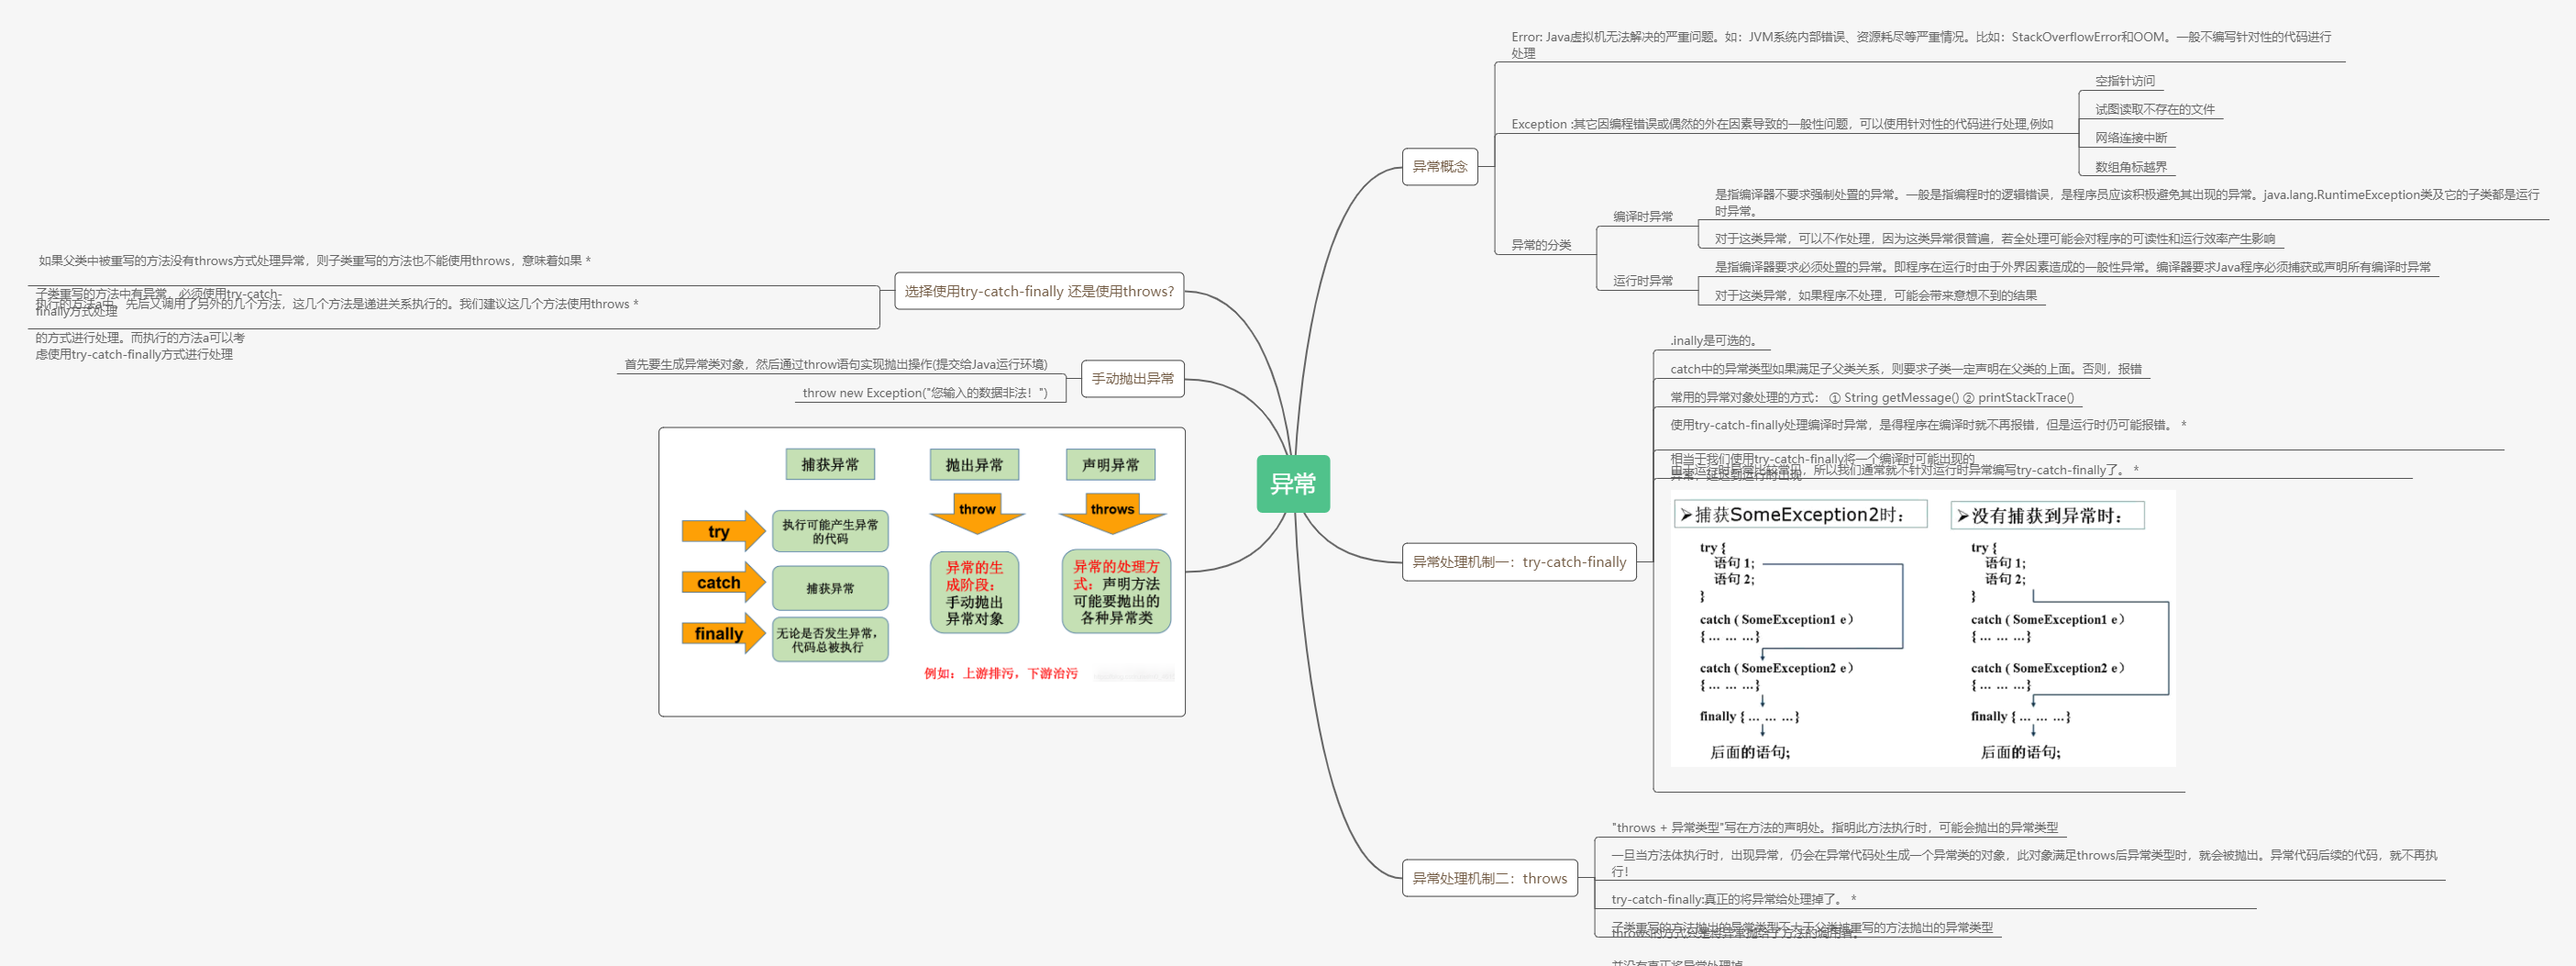 异常
异常概念
Error: Java虚拟机无法解决的严重问题。如：JVM系统内部错误、资源耗尽等严重情况。比如：StackOverflowError和OOM。一般不编写针对性的代码进行
处理
Exception :其它因编程错误或偶然的外在因素导致的一般性问题，可以使用针对性的代码进行处理,例如
空指针访问
试图读取不存在的文件
网络连接中断
数组角标越界
异常的分类
编译时异常
是指编译器不要求强制处置的异常。一般是指编程时的逻辑错误，是程序员应该积极避免其出现的异常。java.lang.RuntimeException类及它的子类都是运行
时异常。
对于这类异常，可以不作处理，因为这类异常很普遍，若全处理可能会对程序的可读性和运行效率产生影响
运行时异常
是指编译器要求必须处置的异常。即程序在运行时由于外界因素造成的一般性异常。编译器要求Java程序必须捕获或声明所有编译时异常
对于这类异常，如果程序不处理，可能会带来意想不到的结果
异常处理机制一：try-catch-finally
.inally是可选的。
catch中的异常类型如果满足子父类关系，则要求子类一定声明在父类的上面。否则，报错
常用的异常对象处理的方式： ① String getMessage() ② printStackTrace()
使用try-catch-finally处理编译时异常，是得程序在编译时就不再报错，但是运行时仍可能报错。 *
相当于我们使用try-catch-finally将一个编译时可能出现的
异常，延迟到运行时出现
由于运行时异常比较常见，所以我们通常就不针对运行时异常编写try-catch-finally了。 *
➢捕获SomeException2时：
try {
语句 1;
语句 2;
}
catch ( SomeException1 e )
{ ... ... ...}
catch ( SomeException2 e )
{ ... ... ...}
finally { ... ... ...}
后面的语句;
➢没有捕获到异常时：
try {
语句 1;
语句 2;
}
catch ( SomeException1 e )
{ ... ... ...}
catch ( SomeException2 e )
{ ... ... ...}
finally { ... ... ...}
后面的语句;
异常处理机制二：throws
"throws + 异常类型"写在方法的声明处。指明此方法执行时，可能会抛出的异常类型
一旦当方法体执行时，出现异常，仍会在异常代码处生成一个异常类的对象，此对象满足throws后异常类型时，就会被抛出。异常代码后续的代码，就不再执
行！
try-catch-finally:真正的将异常给处理掉了。 *
throws的方式只是将异常抛给了方法的调用者。
并没有真正将异常处理掉
子类重写的方法抛出的异常类型不大于父类被重写的方法抛出的异常类型
选择使用try-catch-finally 还是使用throws?
如果父类中被重写的方法没有throws方式处理异常，则子类重写的方法也不能使用throws，意味着如果 *
子类重写的方法中有异常，必须使用try-catch-
finally方式处理
执行的方法a中，先后又调用了另外的几个方法，这几个方法是递进关系执行的。我们建议这几个方法使用throws *
的方式进行处理。而执行的方法a可以考
虑使用try-catch-finally方式进行处理
手动抛出异常
首先要生成异常类对象，然后通过throw语句实现抛出操作(提交给Java运行环境)
throw new Exception("您输入的数据非法！")
捕获异常
抛出异常
声明异常
throw
throws
try
执行可能产生异常
的代码
catch
捕获异常
finally
无论是否发生异常，
代码总被执行
异常的生
成阶段：
手动抛出
异常对象
异常的处理方
式：声明方法
可能要抛出的
各种异常类
例如：上游排污，下游治污